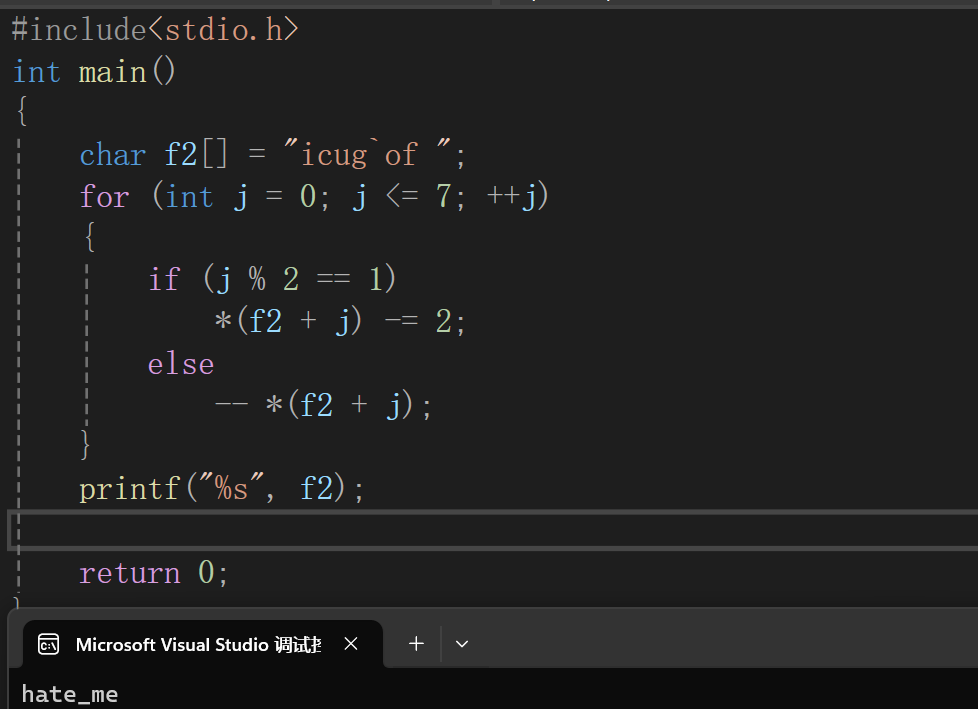 #include<stdio.h>
int main()
{
char f2[] = "icug`of ";
for (int j = 0; j <= 7; ++j)
{
if (j % 2 == 1)
*(f2 + j) -= 2;
else
-- *(f2 + j);
}
printf("%s", f2);
return 0;
}
Microsoft Visual Studio 调试
hate_me